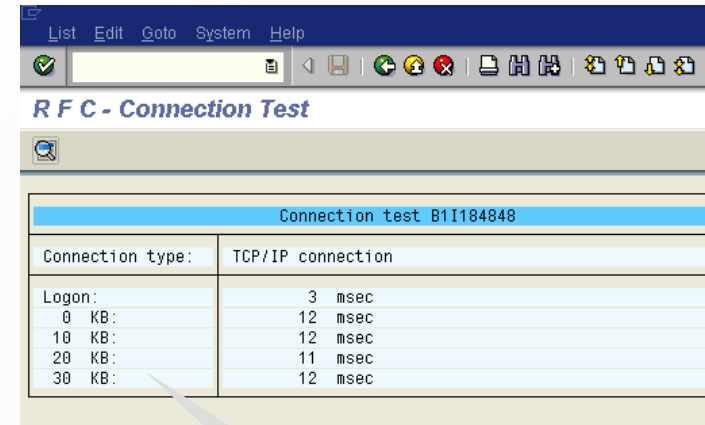 List Edit Goto System Help
R F C - Connection Test
Connection test B1I184848
Connection type: TCP/IP connection
Logon: 3 msec
0 KB: 12 msec
10 KB: 12 msec
20 KB: 11 msec
30 KB: 12 msec